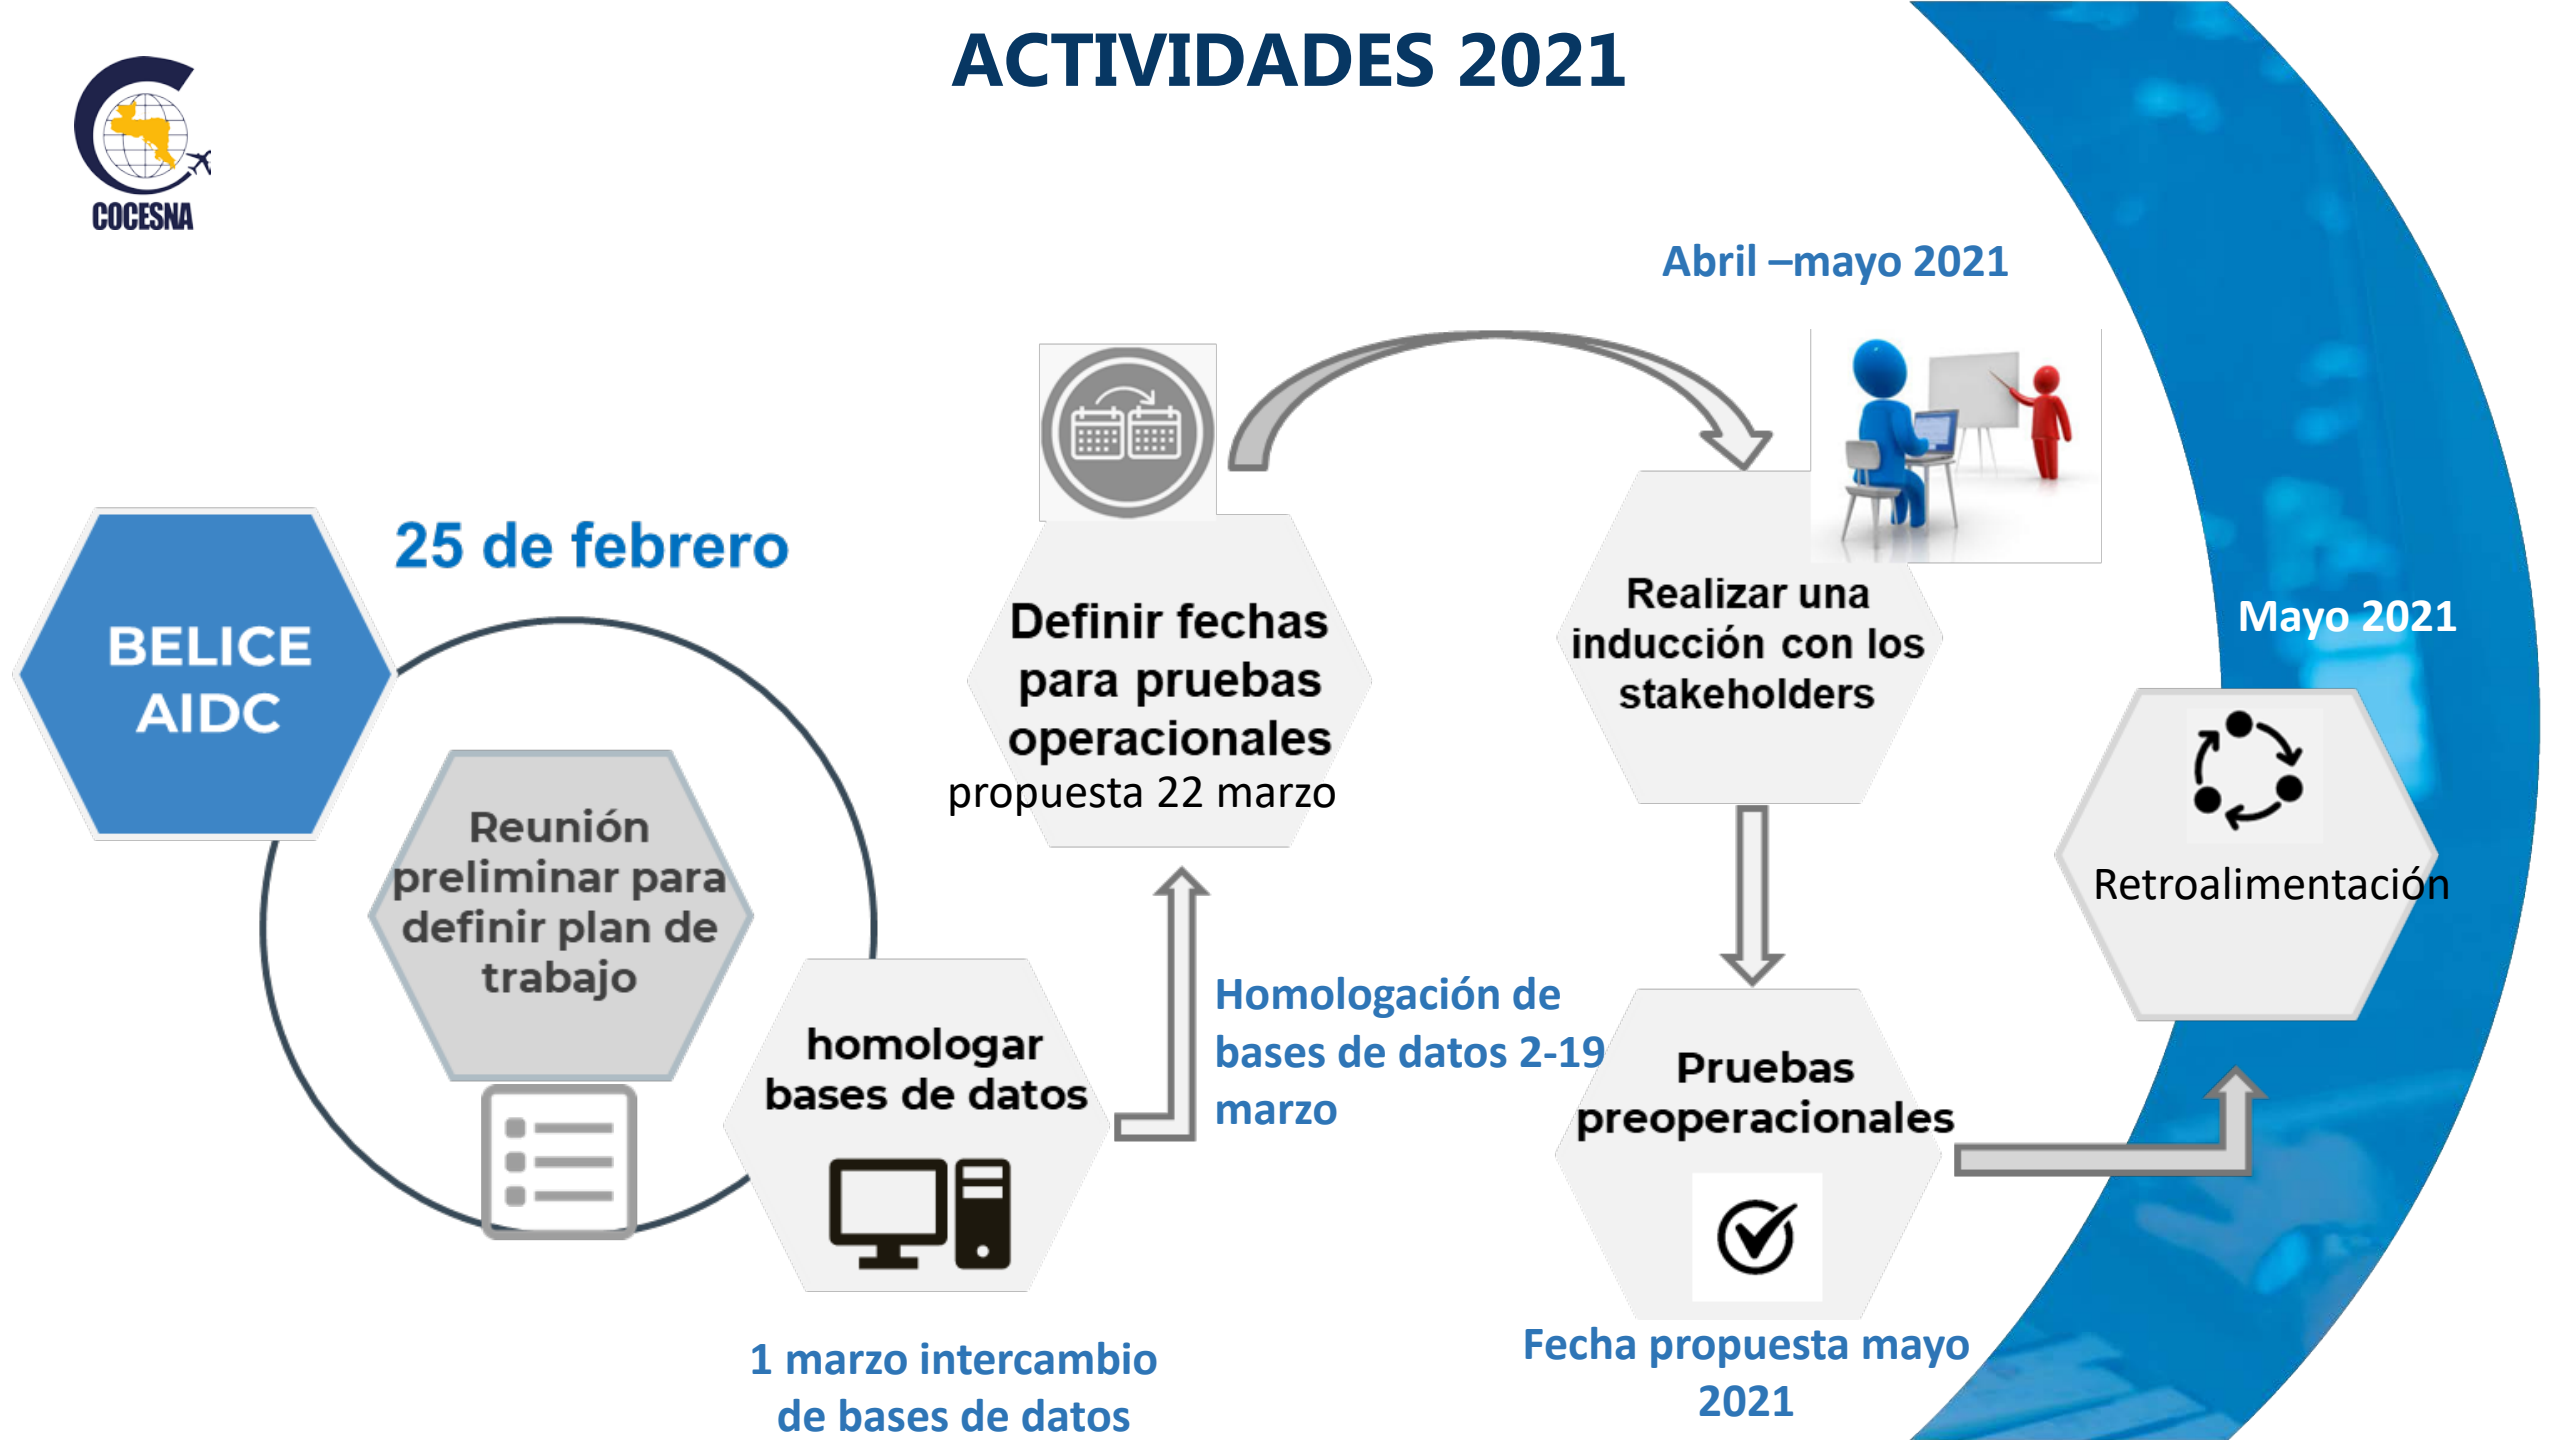 ACTIVIDADES 2021
COCESNA
BELICE
AIDC
25 de febrero
Reunión
preliminar para
definir plan de
trabajo
homologar
bases de datos
1 marzo intercambio
de bases de datos
Homologación de
bases de datos 2-19
marzo
Definir fechas
para pruebas
operacionales
propuesta 22 marzo
Abril –mayo 2021
Realizar una
inducción con los
stakeholders
Pruebas
preoperacionales
Fecha propuesta mayo
2021
Mayo 2021
Retroalimentación